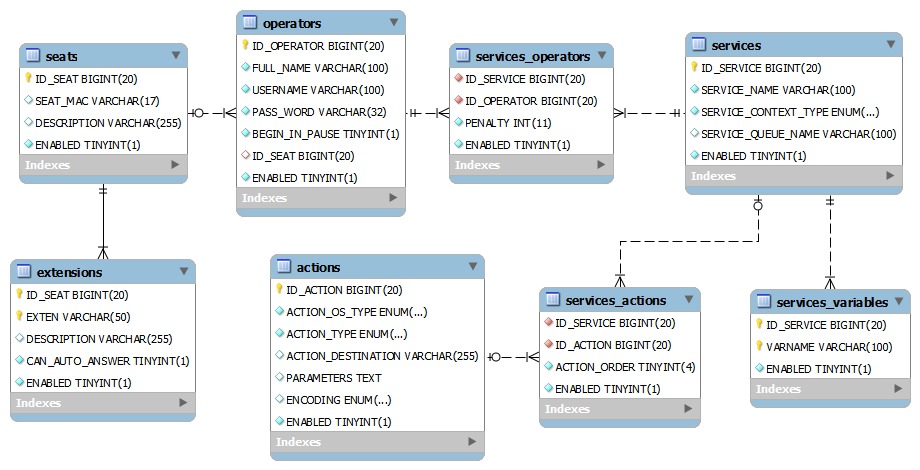 seats
ID_SEAT BIGINT(20)
SEAT_MAC VARCHAR(17)
DESCRIPTION VARCHAR(255)
ENABLED TINYINT(1)
Indexes
operators
ID_OPERATOR BIGINT(20)
FULL_NAME VARCHAR(100)
USERNAME VARCHAR(100)
PASS_WORD VARCHAR(32)
BEGIN_IN_PAUSE TINYINT(1)
ID_SEAT BIGINT(20)
ENABLED TINYINT(1)
Indexes
services_operators
ID_SERVICE BIGINT(20)
ID_OPERATOR BIGINT(20)
PENALTY INT(11)
ENABLED TINYINT(1)
Indexes
services
ID_SERVICE BIGINT(20)
SERVICE_NAME VARCHAR(100)
SERVICE_CONTEXT_TYPE ENUM(...)
SERVICE_QUEUE_NAME VARCHAR(100)
ENABLED TINYINT(1)
Indexes
extensions
ID_SEAT BIGINT(20)
EXTEN VARCHAR(50)
DESCRIPTION VARCHAR(255)
CAN_AUTO_ANSWER TINYINT(1)
ENABLED TINYINT(1)
Indexes
actions
ID_ACTION BIGINT(20)
ACTION_OS_TYPE ENUM(...)
ACTION_TYPE ENUM(...)
ACTION_DESTINATION VARCHAR(255)
PARAMETERS TEXT
ENCODING ENUM(...)
ENABLED TINYINT(1)
Indexes
services_actions
ID_SERVICE BIGINT(20)
ID_ACTION BIGINT(20)
ACTION_ORDER TINYINT(4)
ENABLED TINYINT(1)
Indexes
services_variables
ID_SERVICE BIGINT(20)
VARNAME VARCHAR(100)
ENABLED TINYINT(1)
Indexes